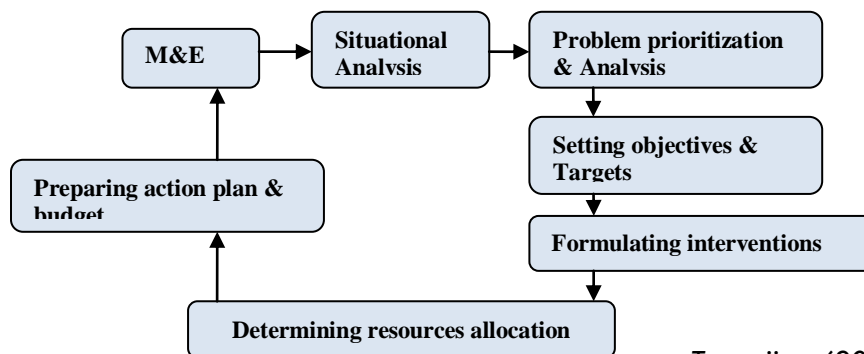 M&E
Situational
Analysis
Problem prioritization
& Analysis
Setting objectives &
Targets
Formulating interventions
Determining resources allocation
Preparing action plan &
budget